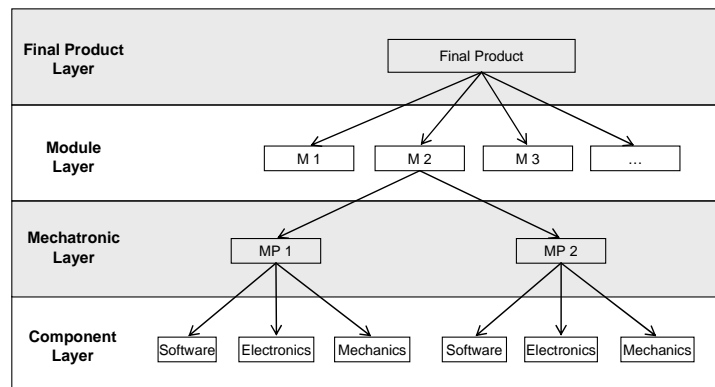 Final Product
Layer
Final Product
Module
Layer
M 1
M 2
M 3
...
Mechatronic
Layer
MP 1
MP 2
Component
Layer
Software
Electronics
Mechanics
Software
Electronics
Mechanics